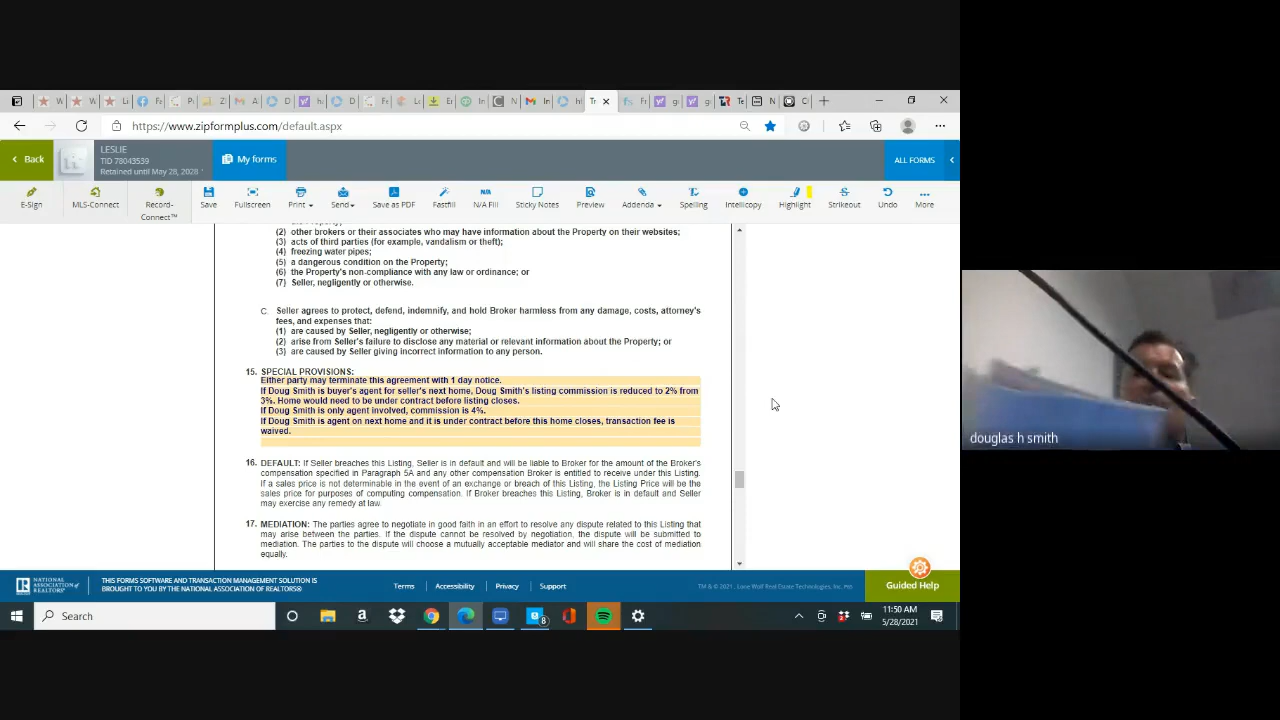 https://www.zipformplus.com/default.aspx
Back
LESLIE
TID 78043539
Retained until May 28, 2028
My forms
ALL FORMS
E-Sign
MLS-Connect
Record-Connect™
Save
Fullscreen
Print
Send
Save as PDF
Fastfill
N/A
N/A Fill
Sticky Notes
Preview
Addenda
Spelling
Intellicopy
Highlight
Strikeout
Undo
More
(2) other brokers or their associates who may have information about the Property on their websites;
(3) acts of third parties (for example, vandalism or theft);
(4) freezing water pipes;
(5) a dangerous condition on the Property;
(6) the Property's non-compliance with any law or ordinance; or
(7) Seller, negligently or otherwise.
C. Seller agrees to protect, defend, indemnify, and hold Broker harmless from any damage, costs, attorney's
fees, and expenses that:
(1) are caused by Seller, negligently or otherwise;
(2) arise from Seller's failure to disclose any material or relevant information about the Property; or
(3) are caused by Seller giving incorrect information to any person.
15. SPECIAL PROVISIONS:
Either party may terminate this agreement with 1 day notice.
If Doug Smith is buyer's agent for seller's next home, Doug Smith's listing commission is reduced to 2% from
3%. Home would need to be under contract before listing closes.
If Doug Smith is only agent involved, commission is 4%.
If Doug Smith is agent on next home and it is under contract before this home closes, transaction fee is
waived.
16. DEFAULT: If Seller breaches this Listing, Seller is in default and will be liable to Broker for the amount of the Broker's
compensation specified in Paragraph 5A and any other compensation Broker is entitled to receive under this Listing.
If a sales price is not determinable in the event of an exchange or breach of this Listing, the Listing Price will be the
sales price for purposes of computing compensation. If Broker breaches this Listing, Broker is in default and Seller
may exercise any remedy at law.
17. MEDIATION: The parties agree to negotiate in good faith in an effort to resolve any dispute related to this Listing that
may arise between the parties. If the dispute cannot be resolved by negotiation, the dispute will be submitted to
mediation. The parties to the dispute will choose a mutually acceptable mediator and will share the cost of mediation
equally.
douglas h smith
NATIONAL ASSOCIATION of REALTORS®
THIS FORMS SOFTWARE AND TRANSACTION MANAGEMENT SOLUTION IS
BROUGHT TO YOU BY THE NATIONAL ASSOCIATION OF REALTORS®
Terms
Accessibility
Privacy
Support
TM & © 2021, Lone Wolf Real Estate Technologies, Inc.
Guided Help
Search
8
11:50 AM
5/28/2021